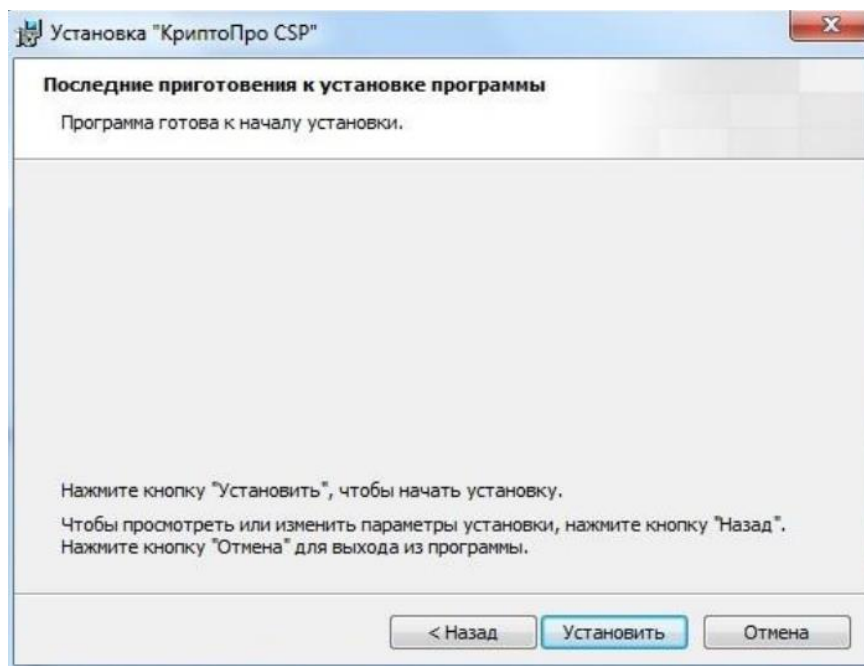 Установка "КриптоПро CSP"
Последние приготовения к установке программы
Программа готова к началу установки.
Нажмите кнопку "Установить", чтобы начать установку.
Чтобы просмотреть или изменить параметры установки, нажмите кнопку "Назад".
Нажмите кнопку "Отмена" для выхода из программы.
< Назад Установить Отмена